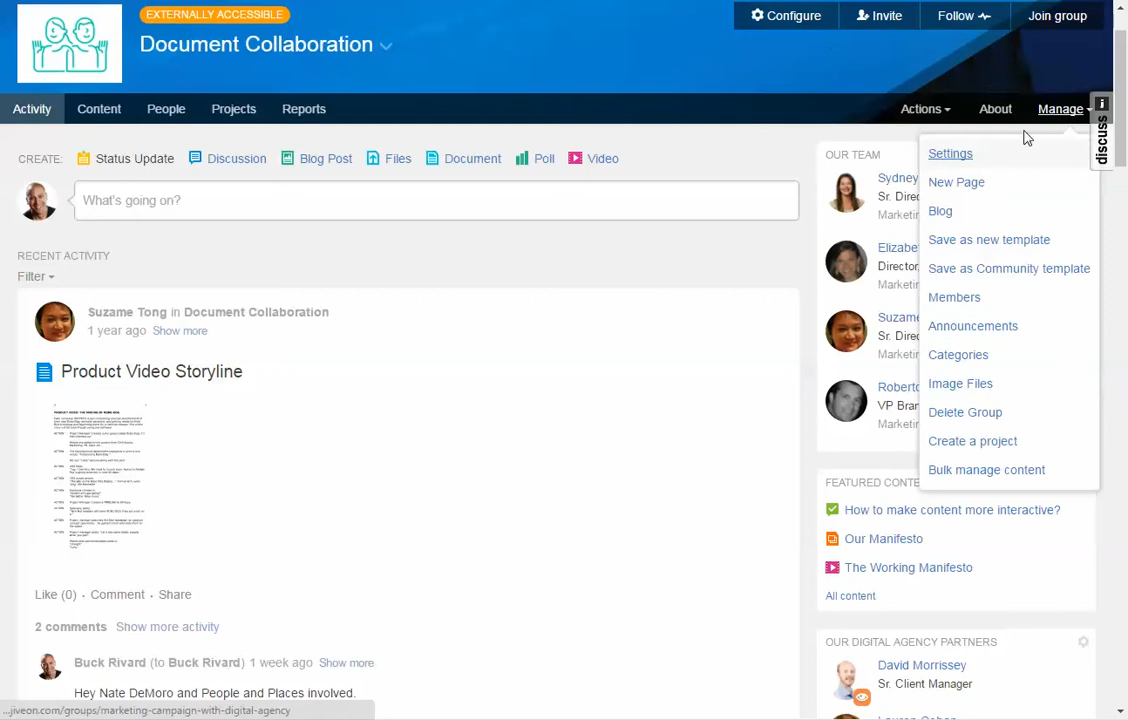 EXTERNALLY ACCESSIBLE
Document Collaboration
Configure
Invite
Follow
Join group
Activity
Content
People
Projects
Reports
Actions
About
Manage
discuss
CREATE:
Status Update
Discussion
Blog Post
Files
Document
Poll
Video
What's going on?
RECENT ACTIVITY
Filter
Suzame Tong in Document Collaboration
1 year ago Show more
Product Video Storyline
Like (0) · Comment · Share
2 comments Show more activity
Buck Rivard (to Buck Rivard) 1 week ago Show more
Hey Nate DeMoro and People and Places involved.
OUR TEAM
Sydney
Sr. Direc
Marketin
Elizabe
Director,
Marketin
Suzame
Sr. Direc
Marketin
Roberto
VP Bran
Marketin
Settings
New Page
Blog
Save as new template
Save as Community template
Members
Announcements
Categories
Image Files
Delete Group
Create a project
Bulk manage content
FEATURED CONTE
How to make content more interactive?
Our Manifesto
The Working Manifesto
All content
OUR DIGITAL AGENCY PARTNERS
David Morrissey
Sr. Client Manager
...jiveon.com/groups/marketing-campaign-with-digital-agency